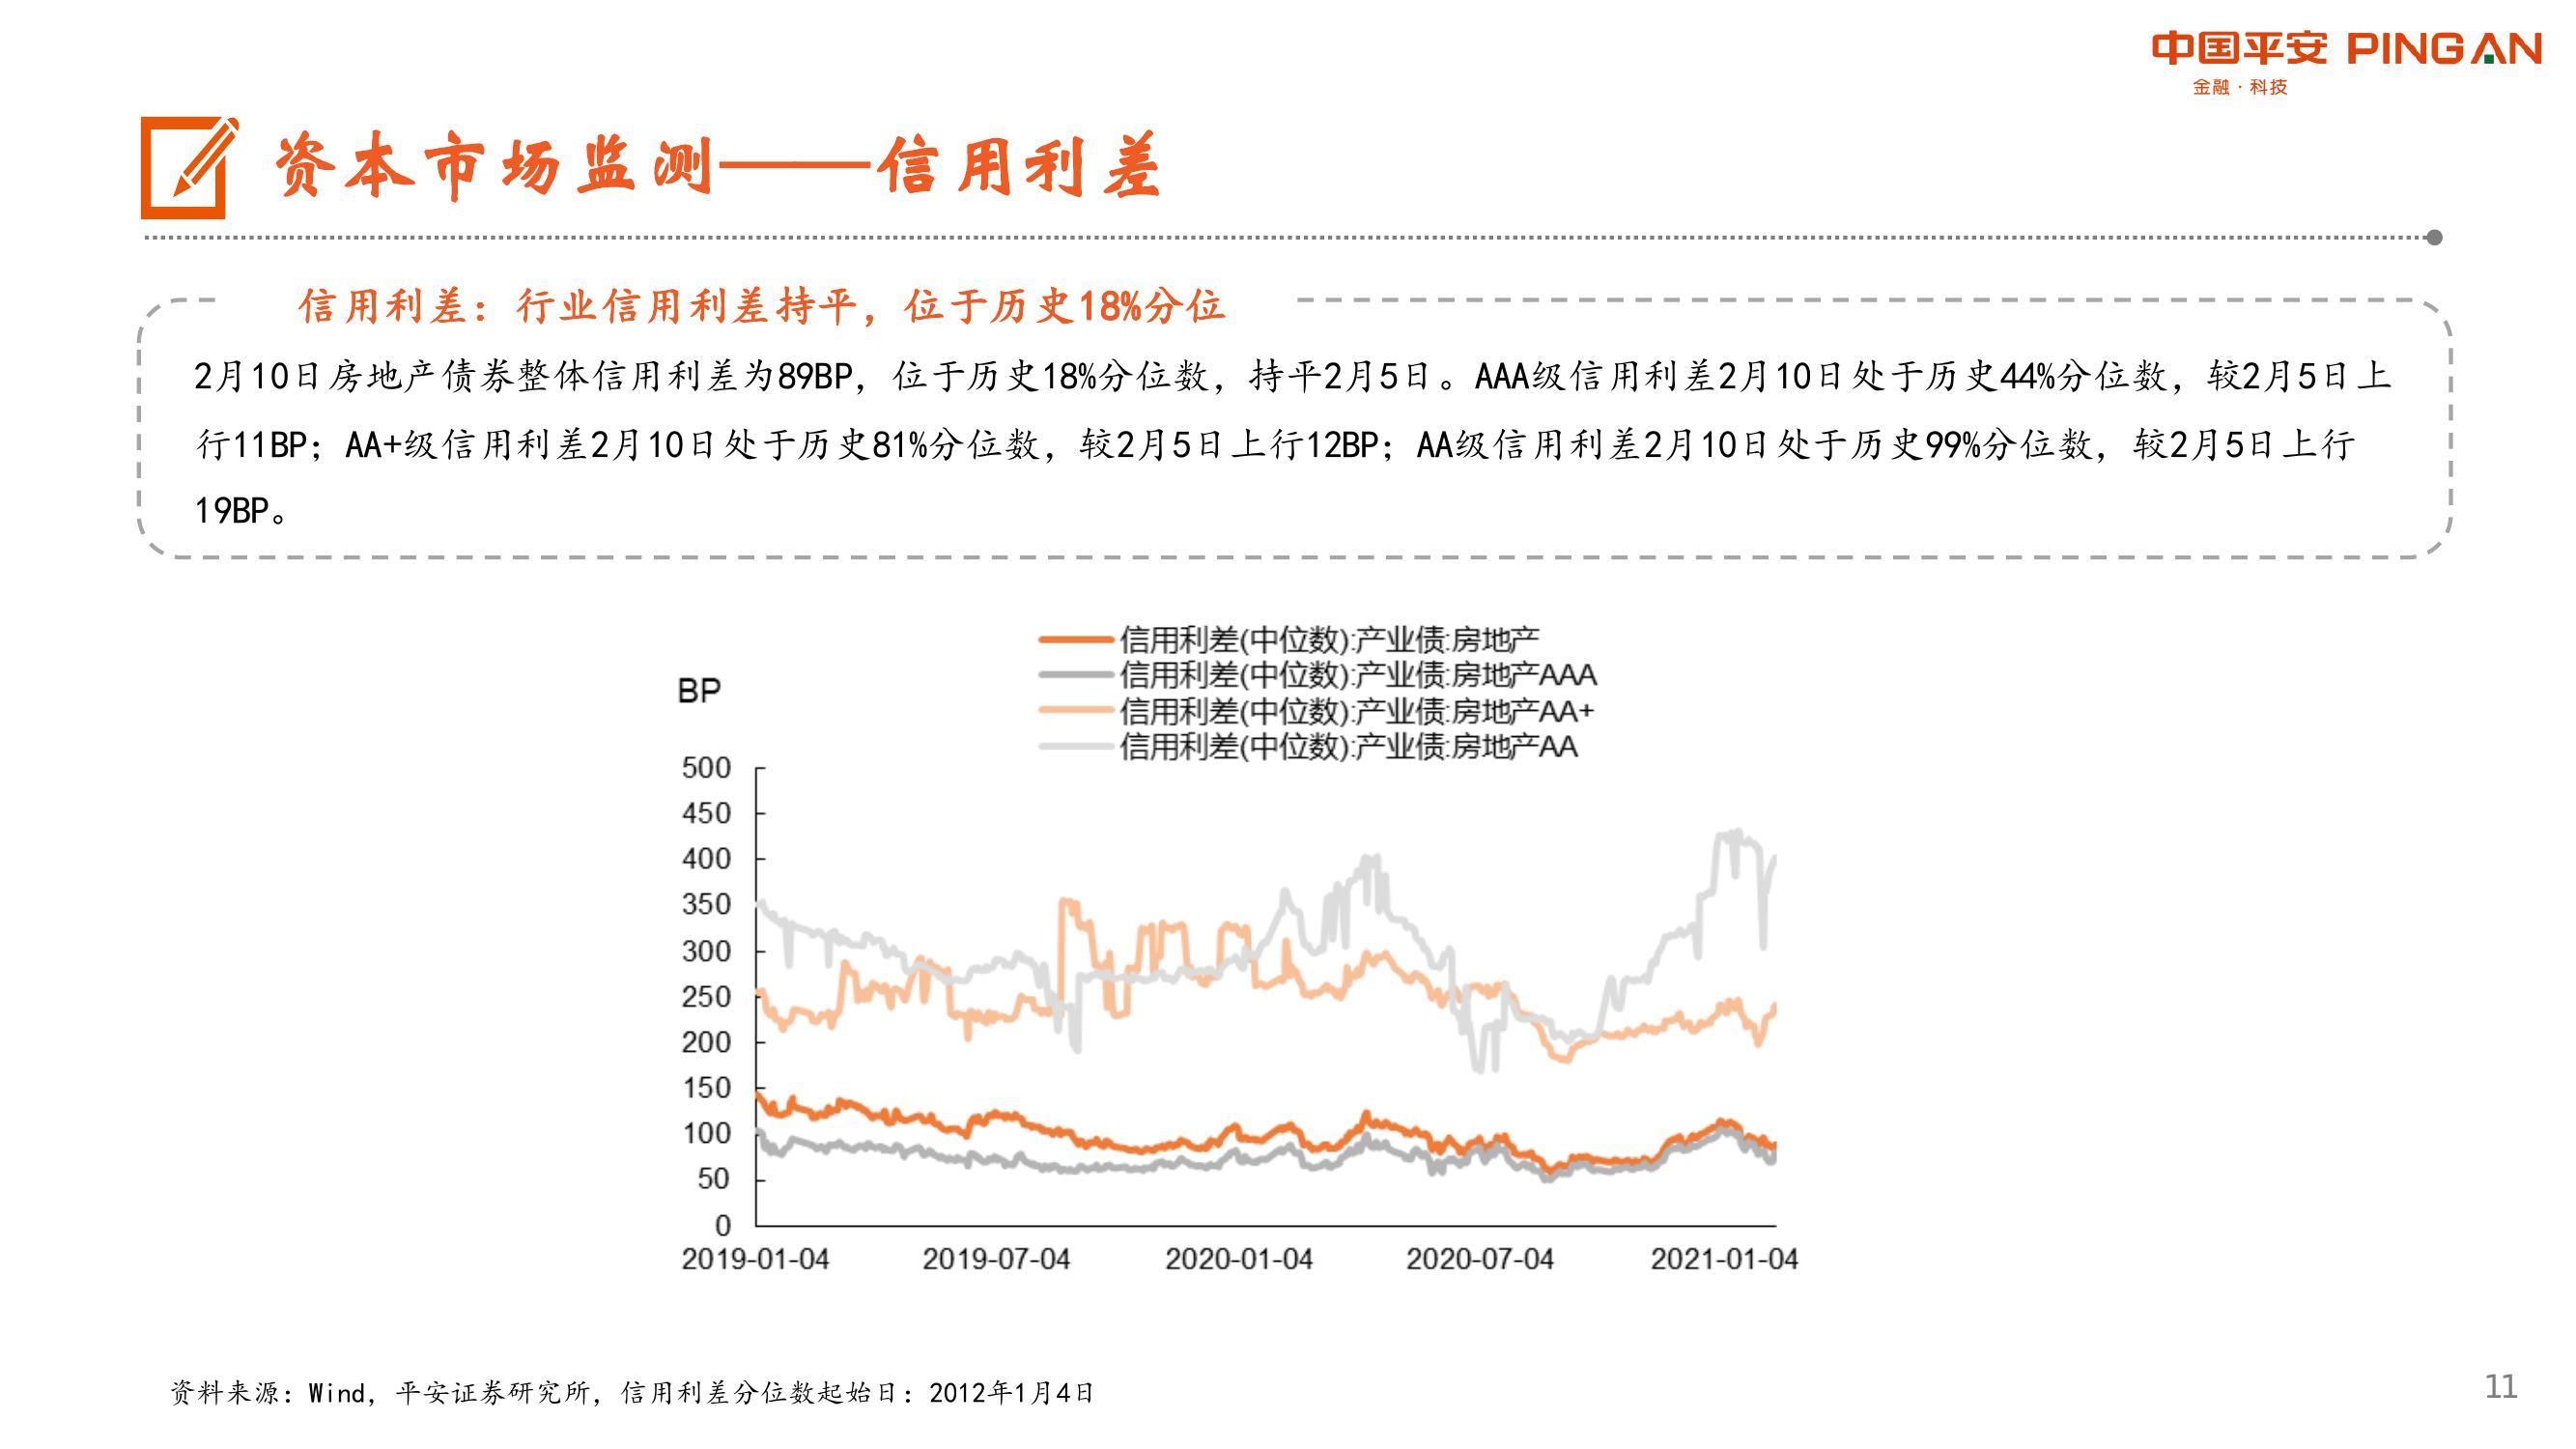 中国平安 PINGAN
金融·科技
资本市场监测——信用利差
信用利差：行业信用利差持平，位于历史18%分位
2月10日房地产债券整体信用利差为89BP，位于历史18%分位数，持平2月5日。AAA级信用利差2月10日处于历史44%分位数，较2月5日上
行11BP；AA+级信用利差2月10日处于历史81%分位数，较2月5日上行12BP；AA级信用利差2月10日处于历史99%分位数，较2月5日上行
19BP。
信用利差(中位数):产业债:房地产
信用利差(中位数):产业债:房地产AAA
信用利差(中位数):产业债:房地产AA+
信用利差(中位数):产业债:房地产AA
BP
500
450
400
350
300
250
200
150
100
50
0
2019-01-04 2019-07-04 2020-01-04 2020-07-04 2021-01-04
资料来源：Wind，平安证券研究所，信用利差分位数起始日：2012年1月4日
11